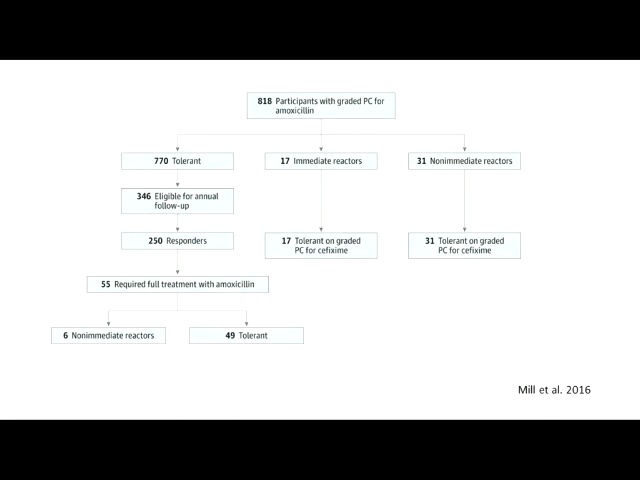 818 Participants with graded PC for
amoxicillin
770 Tolerant
17 Immediate reactors
31 Nonimmediate reactors
346 Eligible for annual
follow-up
250 Responders
17 Tolerant on graded
PC for cefixime
31 Tolerant on graded
PC for cefixime
55 Required full treatment with amoxicillin
6 Nonimmediate reactors
49 Tolerant
Mill et al. 2016